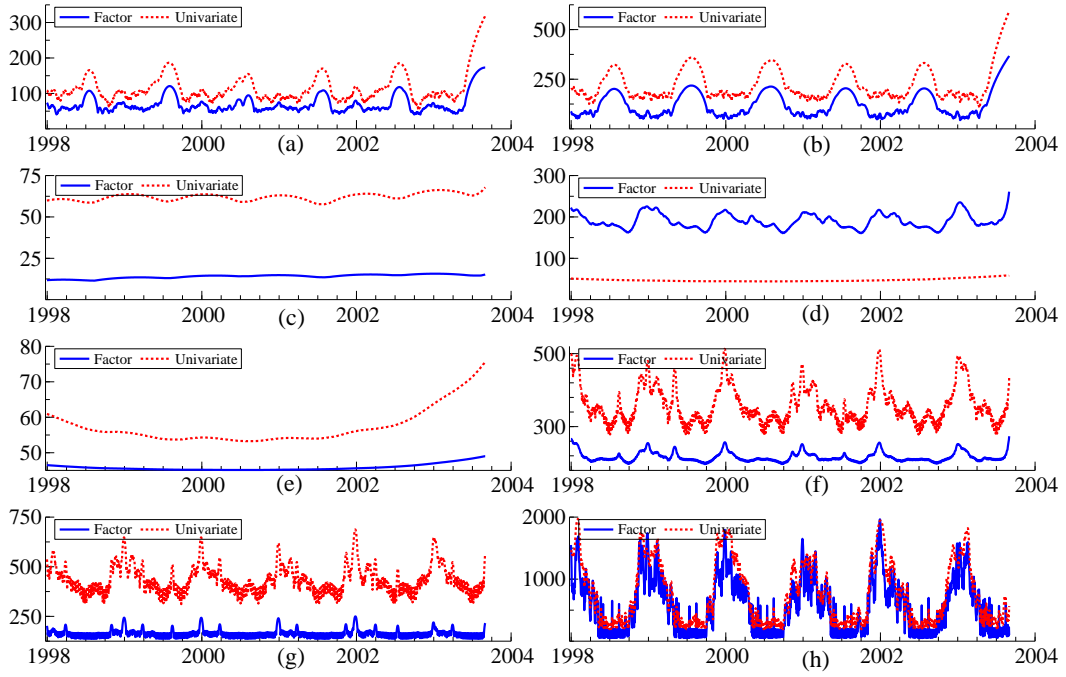 300
200
100
Factor Univariate
1998 2000 (a) 2002 2004
500
250
Factor Univariate
1998 2000 (b) 2002 2004
75
50
25
Factor Univariate
1998 2000 (c) 2002 2004
300
200
100
Factor Univariate
1998 2000 (d) 2002 2004
80
70
60
50
Factor Univariate
1998 2000 (e) 2002 2004
500
300
Factor Univariate
1998 2000 (f) 2002 2004
750
500
250
Factor Univariate
1998 2000 (g) 2002 2004
2000
1000
Factor Univariate
1998 2000 (h) 2002 2004